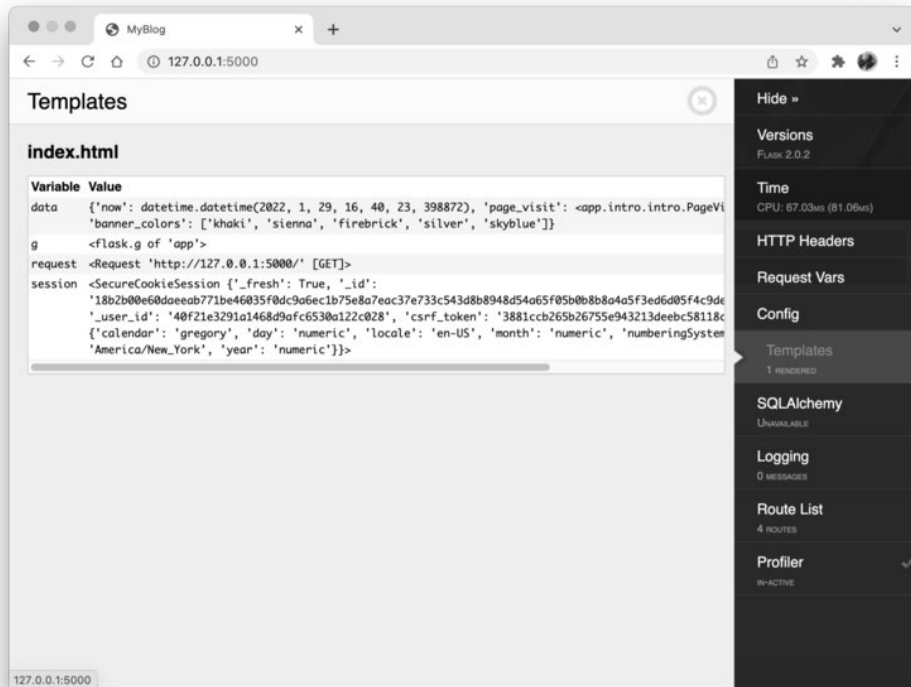 MyBlog
127.0.0.1:5000
Templates
index.html
Variable Value
data {'now': datetime.datetime(2022, 1, 29, 16, 40, 23, 398872), 'page_visit': <app.intro.intro.PageVi
'banner_colors': ['khaki', 'sienna', 'firebrick', 'silver', 'skyblue']}
g <flask.g of 'app'>
request <Request 'http://127.0.0.1:5000/' [GET]>
session <SecureCookieSession {'_fresh': True, '_id':
'18b2b00e60daeeab771be46035f0dc9a6ec1b75e8a7eac37e733c543d8b8948d54a65f05b0b8b8a4a5f3ed6d05f4c9de
'_user_id': '40f21e3291a1468d9afc6530a122c028', 'csrf_token': '3881ccb265b26755e943213deebc58118c
{'calendar': 'gregory', 'day': 'numeric', 'locale': 'en-US', 'month': 'numeric', 'numberingSystem
'America/New_York', 'year': 'numeric'}}>
Hide »
Versions
FLASK 2.0.2
Time
CPU: 67.03MS (81.06MS)
HTTP Headers
Request Vars
Config
Templates
1 RENDERED
SQLAlchemy
UNAVAILABLE
Logging
0 MESSAGES
Route List
4 ROUTES
Profiler
IN-ACTIVE
127.0.0.1:5000